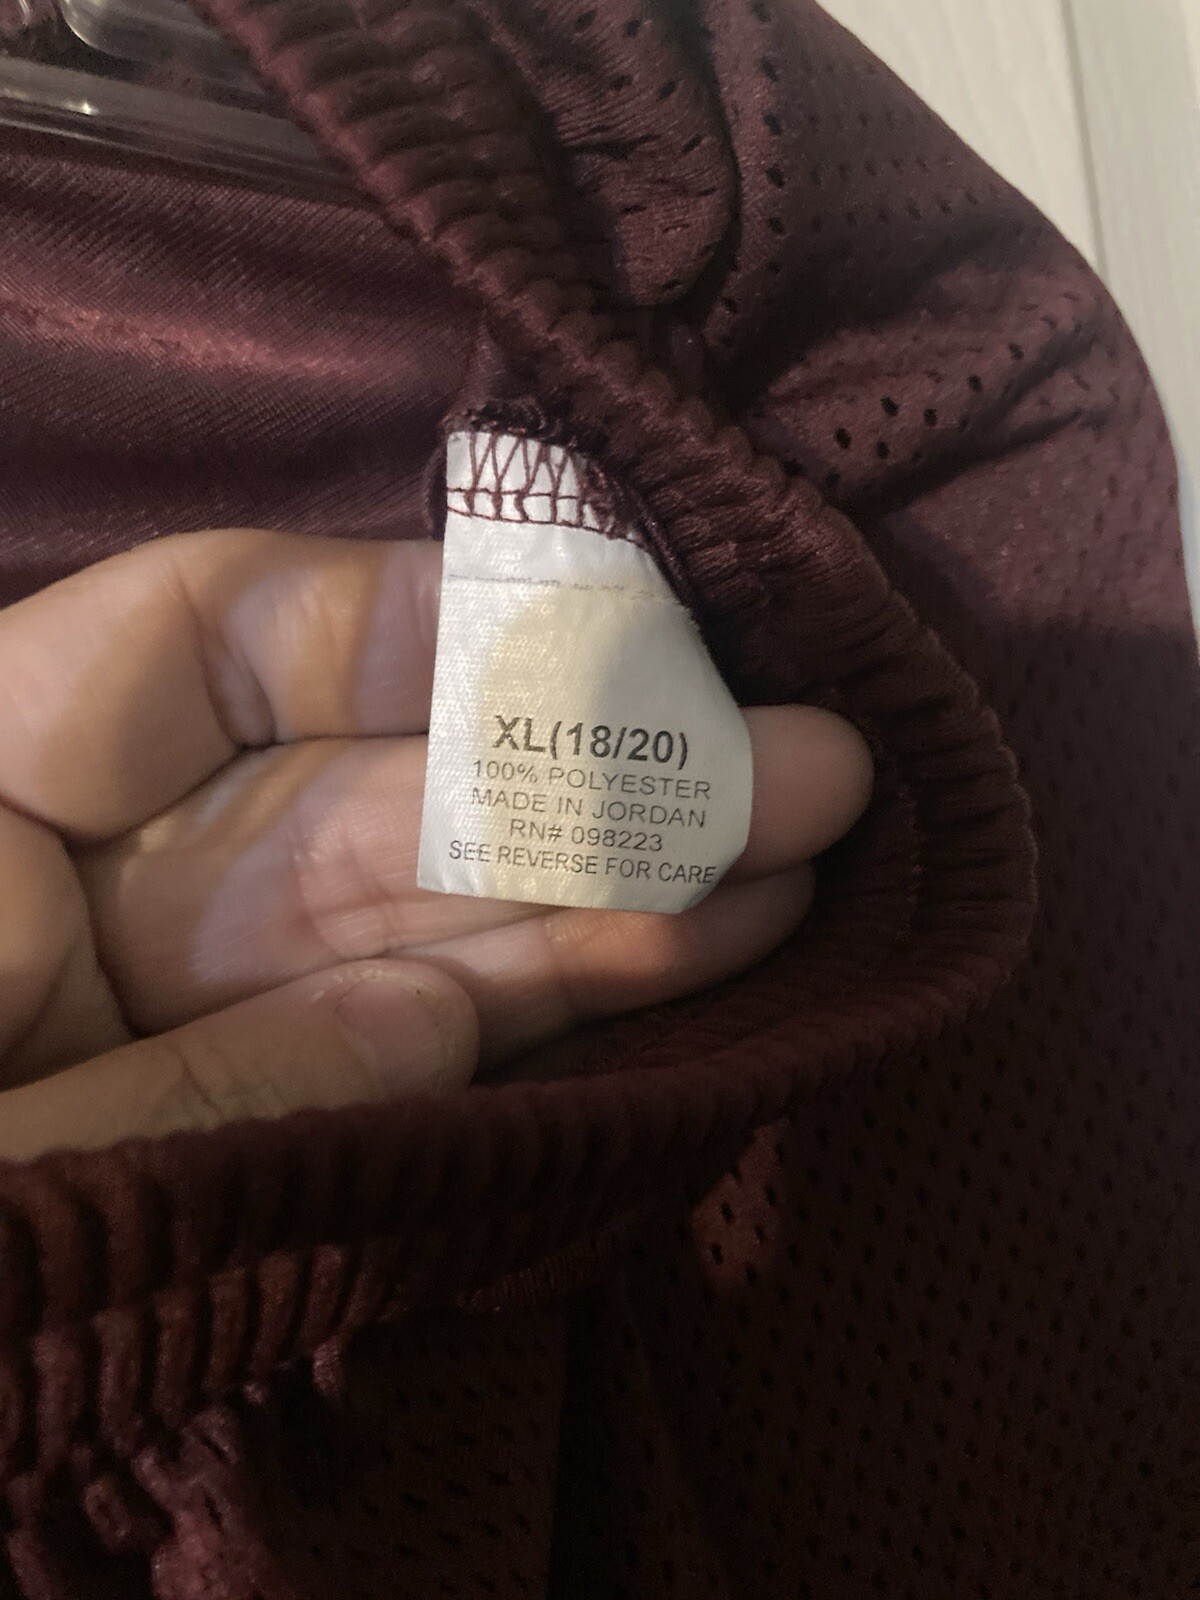 XL(18/20)
100% POLYESTER
MADE IN JORDAN
RN# 098223
SEE REVERSE FOR CARE